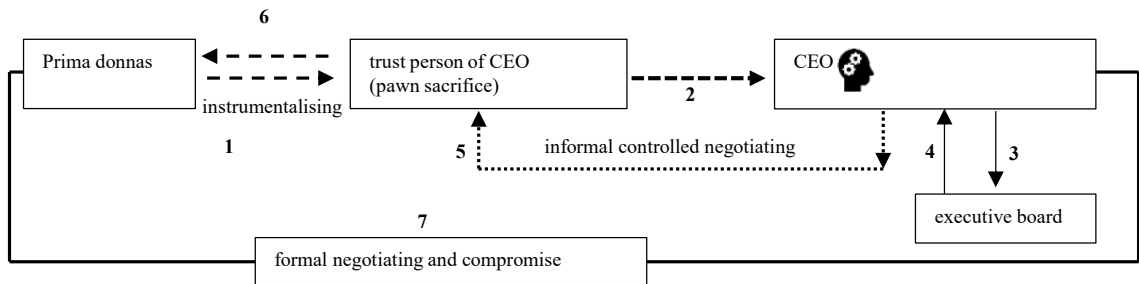 6
Prima donnas
trust person of CEO
(pawn sacrifice)
CEO
instrumentalising
1
2
5
informal controlled negotiating
4
3
executive board
7
formal negotiating and compromise